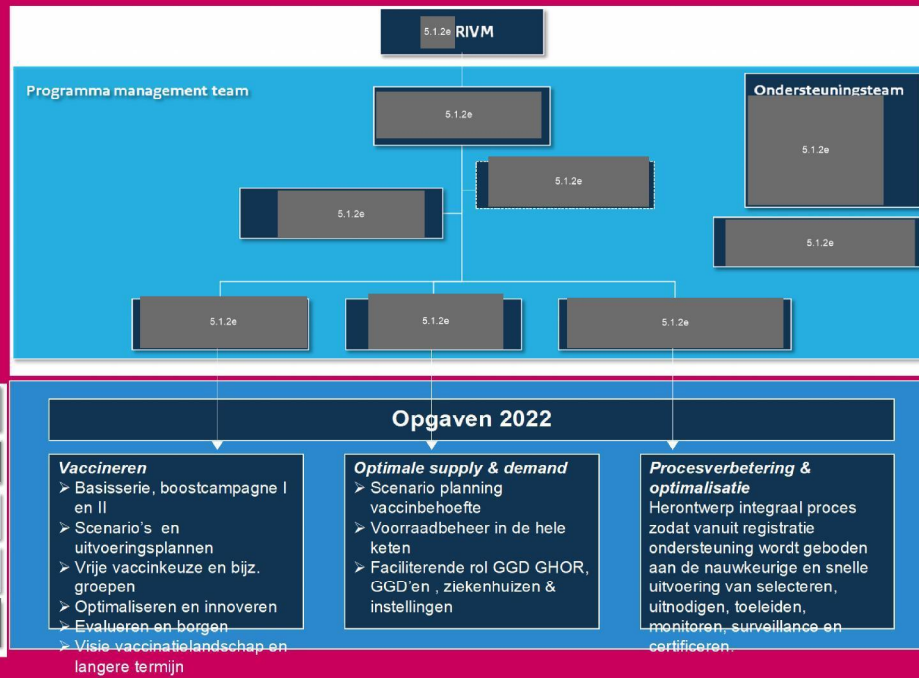 5.1.2e RIVM
Programma management team
Ondersteuningsteam
5.1.2e
5.1.2e
5.1.2e
5.1.2e
5.1.2e
5.1.2e
5.1.2e
5.1.2e
Opgaven 2022
Vaccineren
➢ Basisserie, boostcampagne I
en II
➢ Scenario's en
uitvoeringsplannen
➢ Vrije vaccinkeuze en bijz.
groepen
➢ Optimaliseren en innoveren
➢ Evalueren en borgen
➢ Visie vaccinatielandschap en
langere termijn
Optimale supply & demand
➢ Scenario planning
vaccinbehoefte
➢ Voorraadbeheer in de hele
keten
➢ Faciliterende rol GGD GHOR,
GGD'en , ziekenhuizen &
instellingen
Procesverbetering &
optimalisatie
Herontwerp integraal proces
zodat vanuit registratie
ondersteuning wordt geboden
aan de nauwkeurige en snelle
uitvoering van selecteren,
uitnodigen, toeleiden,
monitoren, surveillance en
certificeren.